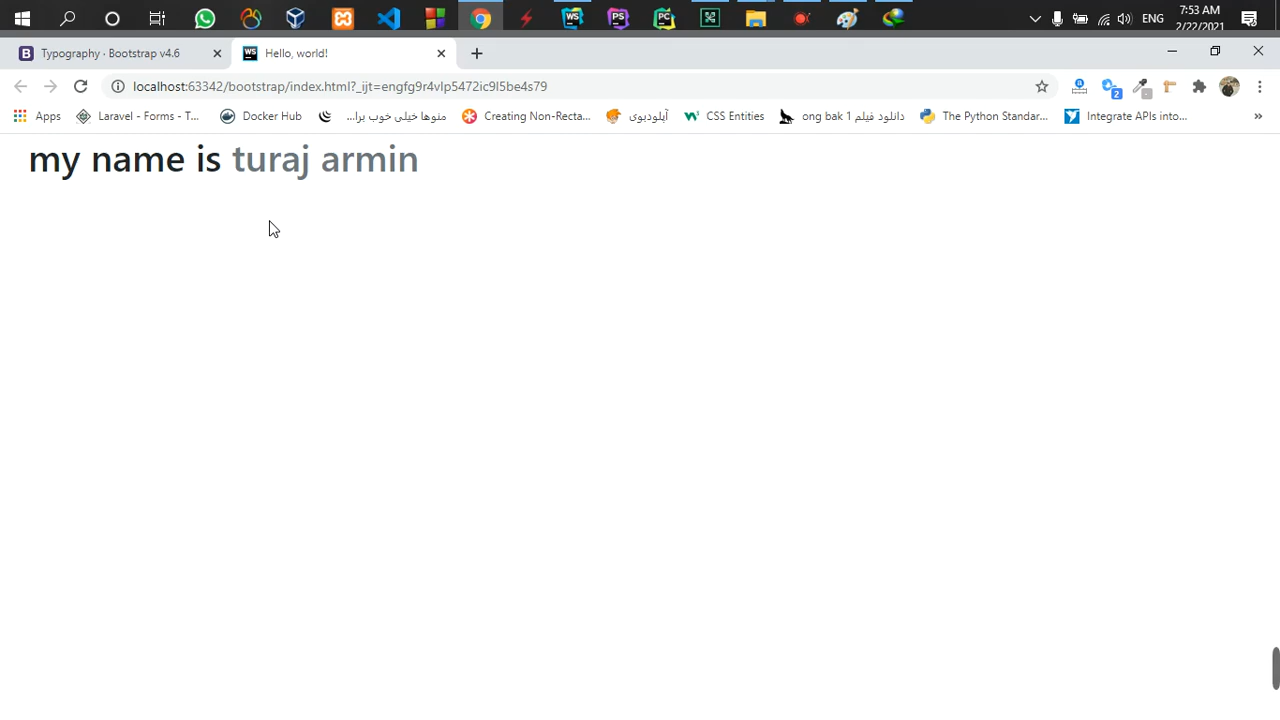 7:53 AM
ENG
2/22/2021
Typography · Bootstrap v4.6
Hello, world!
localhost:63342/bootstrap/index.html?_ijt=engfg9r4vlp5472ic9l5be4s79
2
Apps
Laravel - Forms - T...
Docker Hub
منوها خیلی خوب برا...
Creating Non-Recta...
آپلودیوی
CSS Entities
دانلود فیلم ong bak 1
The Python Standar...
Integrate APIs into...
my name is turaj armin